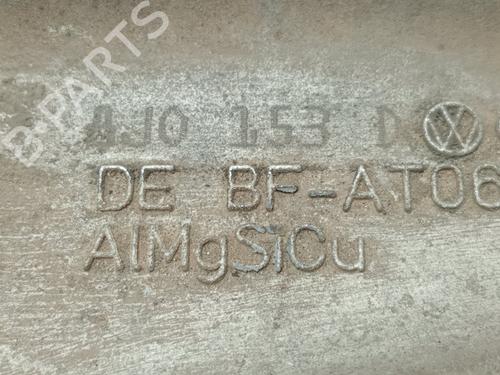 B-PARTS
4J0 153 D
DE BF-AT06
AlMgSiCu